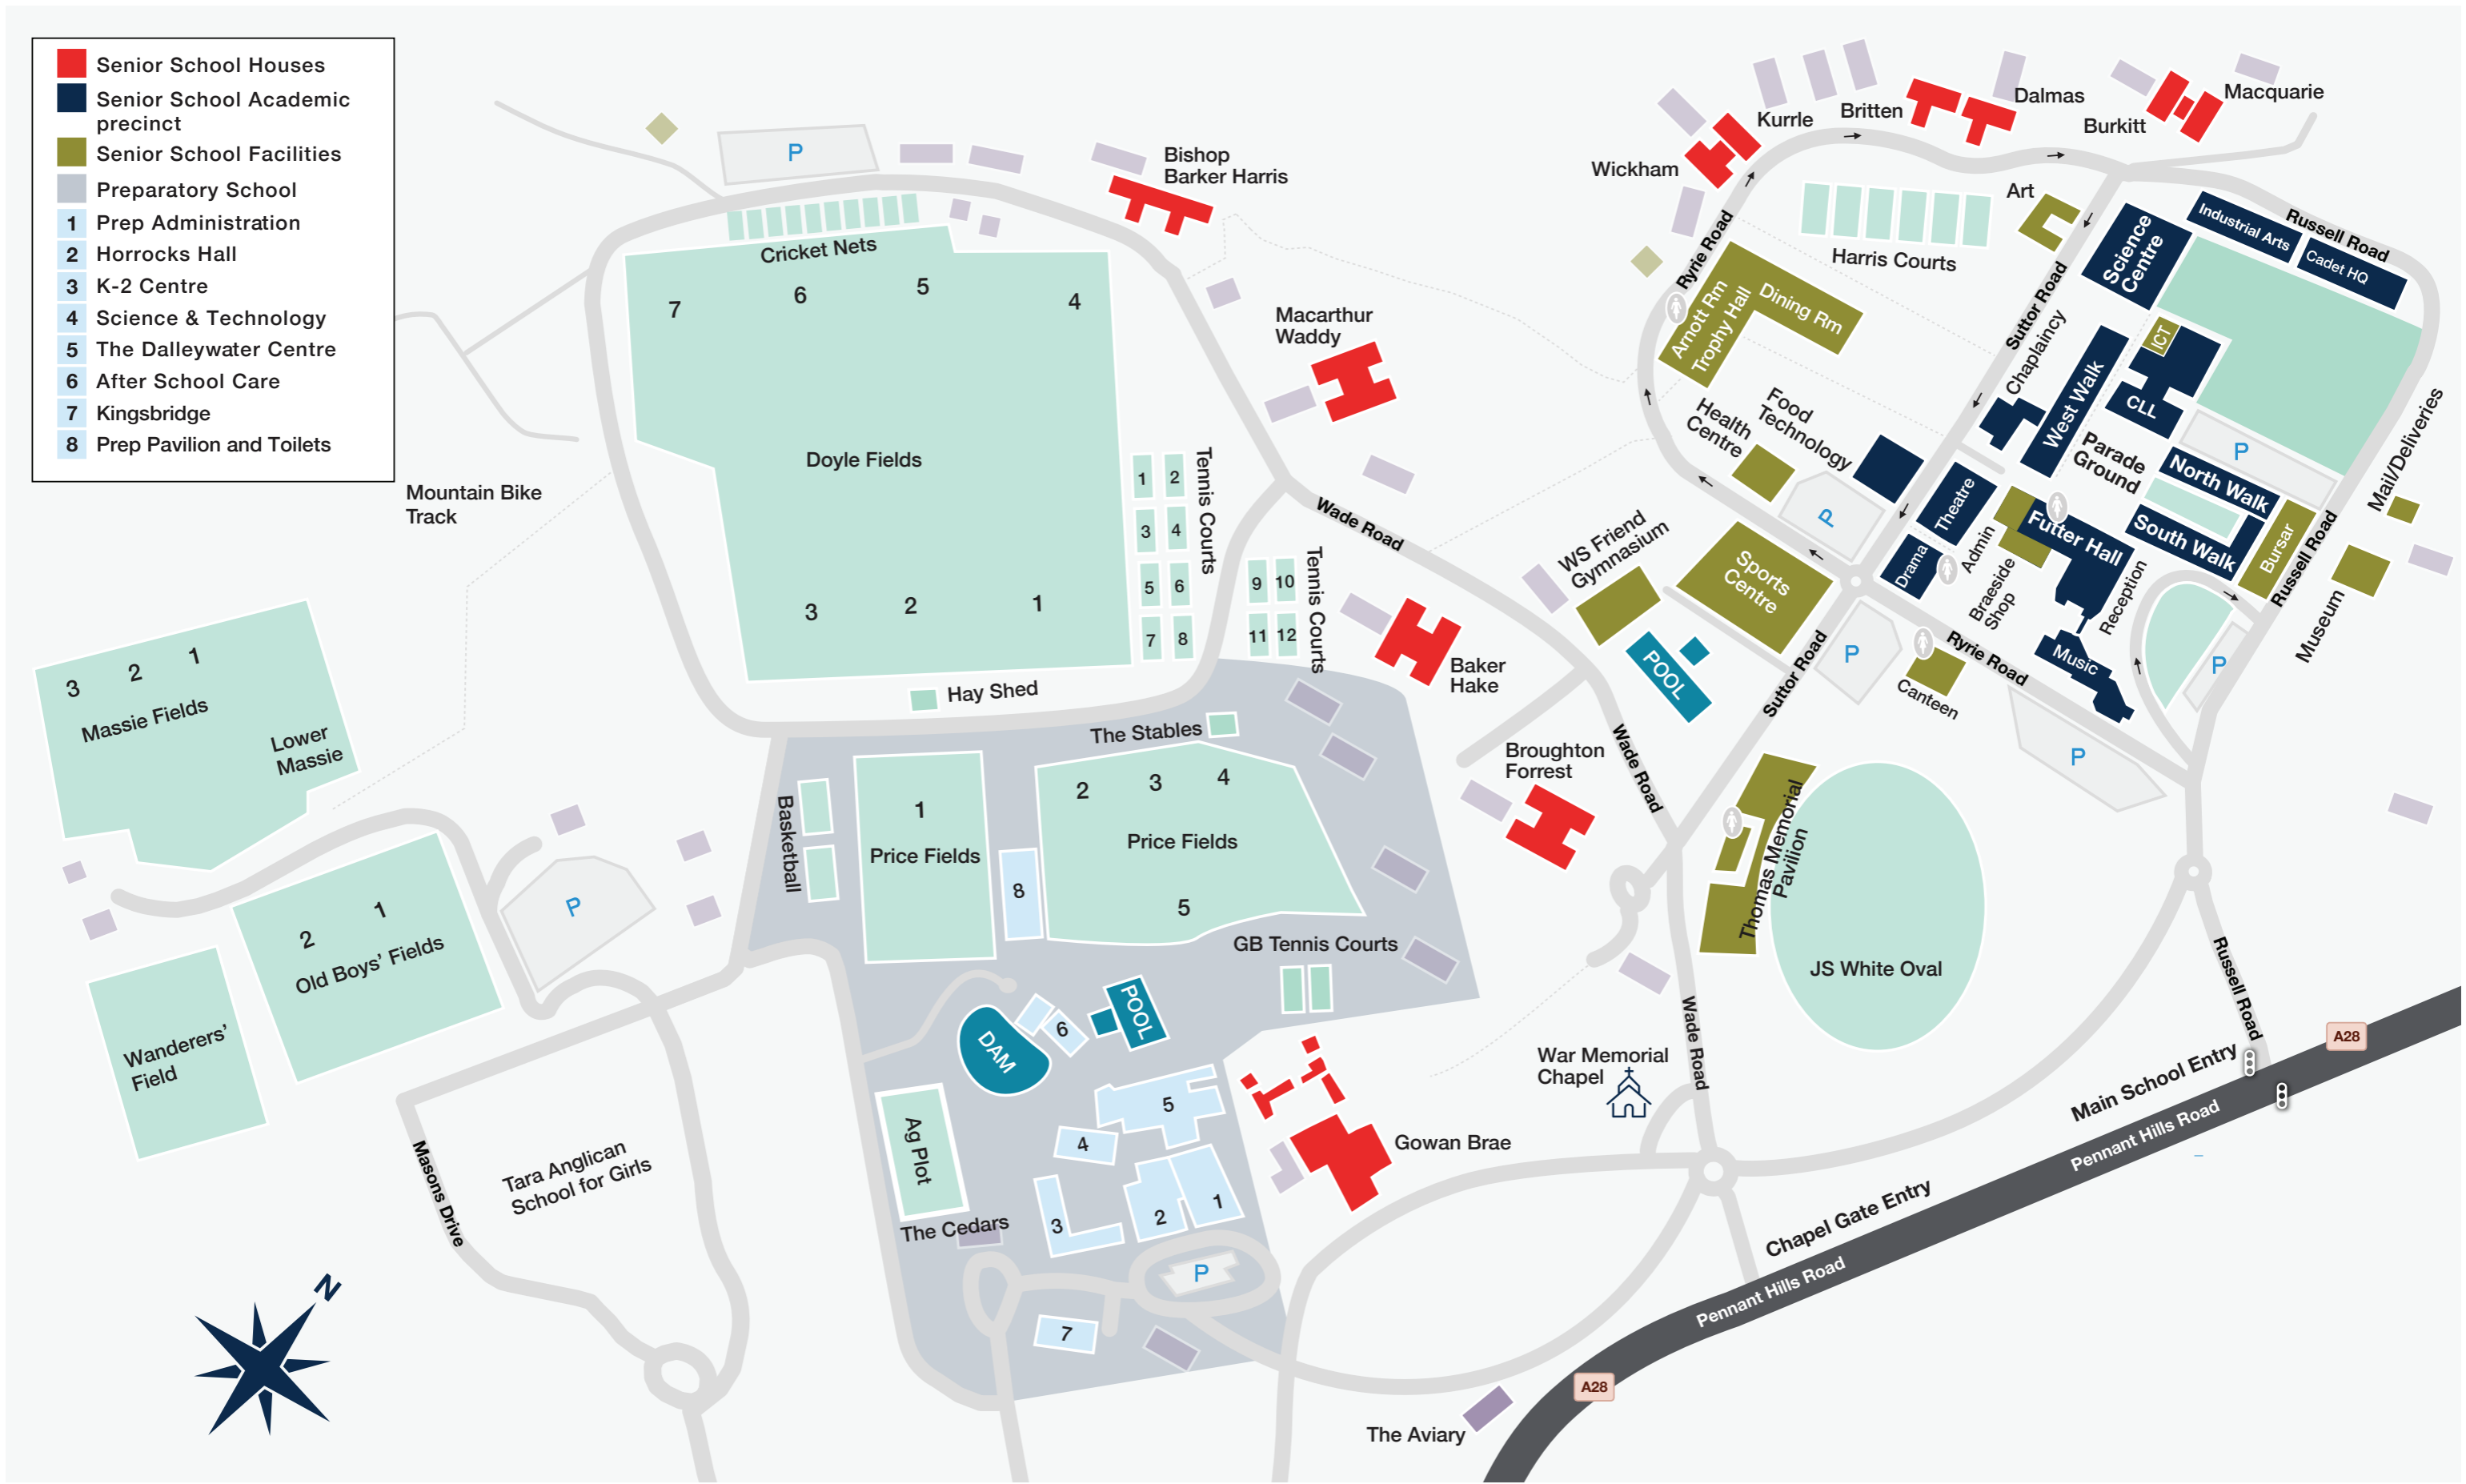 Senior School Houses
Senior School Academic
precinct
Senior School Facilities
Preparatory School
1 Prep Administration
2 Horrocks Hall
3 K-2 Centre
4 Science & Technology
5 The Dalleywater Centre
6 After School Care
7 Kingsbridge
8 Prep Pavilion and Toilets
P
Bishop
Barker Harris
Cricket Nets
7
6
5
4
Doyle Fields
3
2
1
Mountain Bike
Track
Macarthur
Waddy
Tennis Courts
1 2
3 4
5 6
7 8
Tennis Courts
9 10
11 12
Wade Road
Baker
Hake
Hay Shed
The Stables
Broughton
Forrest
Wade Road
Wickham
Kurrle
Britten
Dalmas
Burkitt
Macquarie
Art
Harris Courts
Ryrie Road
Arnott Rm
Trophy Hall
Dining Rm
Suttor Road
Science
Centre
Industrial Arts
Cadet HQ
Russell Road
Chaplaincy
West Walk
ICT
CLL
Parade
Ground
P
North Walk
South Walk
Mail/Deliveries
Bursar
Russell Road
Museum
Health
Centre
Food
Technology
P
Theatre
Drama
Admin
Braeside
Shop
Futter Hall
Reception
Music
P
WS Friend
Gymnasium
Sports
Centre
POOL
Suttor Road
P
Ryrie Road
Canteen
P
Thomas Memorial
Pavilion
JS White Oval
3
2
1
Massie Fields
Lower
Massie
1
2
Old Boys' Fields
Wanderers'
Field
P
Basketball
1
Price Fields
8
2
3
4
Price Fields
5
GB Tennis Courts
DAM
6
POOL
Ag Plot
5
4
3
2
1
The Cedars
P
7
Gowan Brae
War Memorial
Chapel
Wade Road
Russell Road
A28
Main School Entry
Pennant Hills Road
Chapel Gate Entry
Pennant Hills Road
A28
The Aviary
Masons Drive
Tara Anglican
School for Girls
N